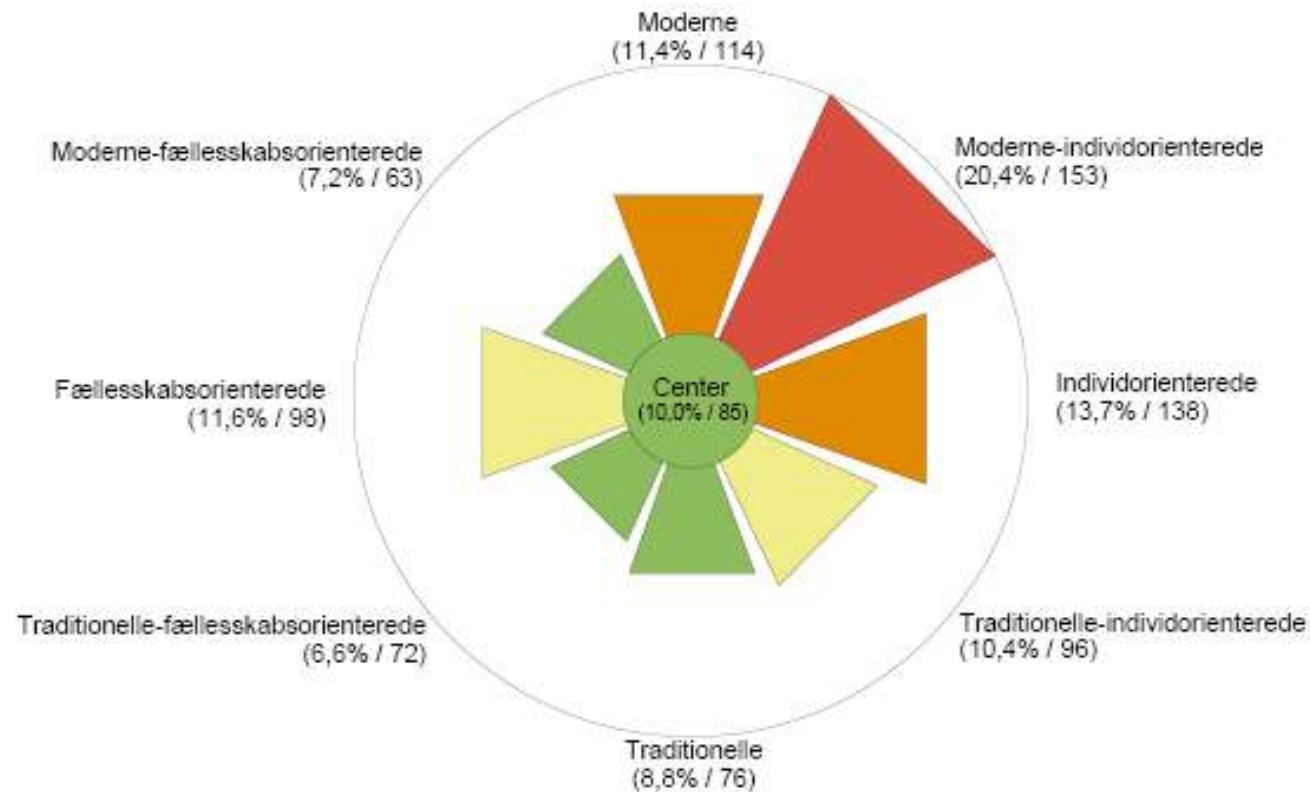 Moderne
(11,4% / 114)
Moderne-fællesskabsorienterede
(7,2% / 63)
Moderne-individorienterede
(20,4% / 153)
Fællesskabsorienterede
(11,6% / 98)
Center
(10,0% / 85)
Individorienterede
(13,7% / 138)
Traditionelle-fællesskabsorienterede
(6,6% / 72)
Traditionelle-individorienterede
(10,4% / 96)
Traditionelle
(8,8% / 76)